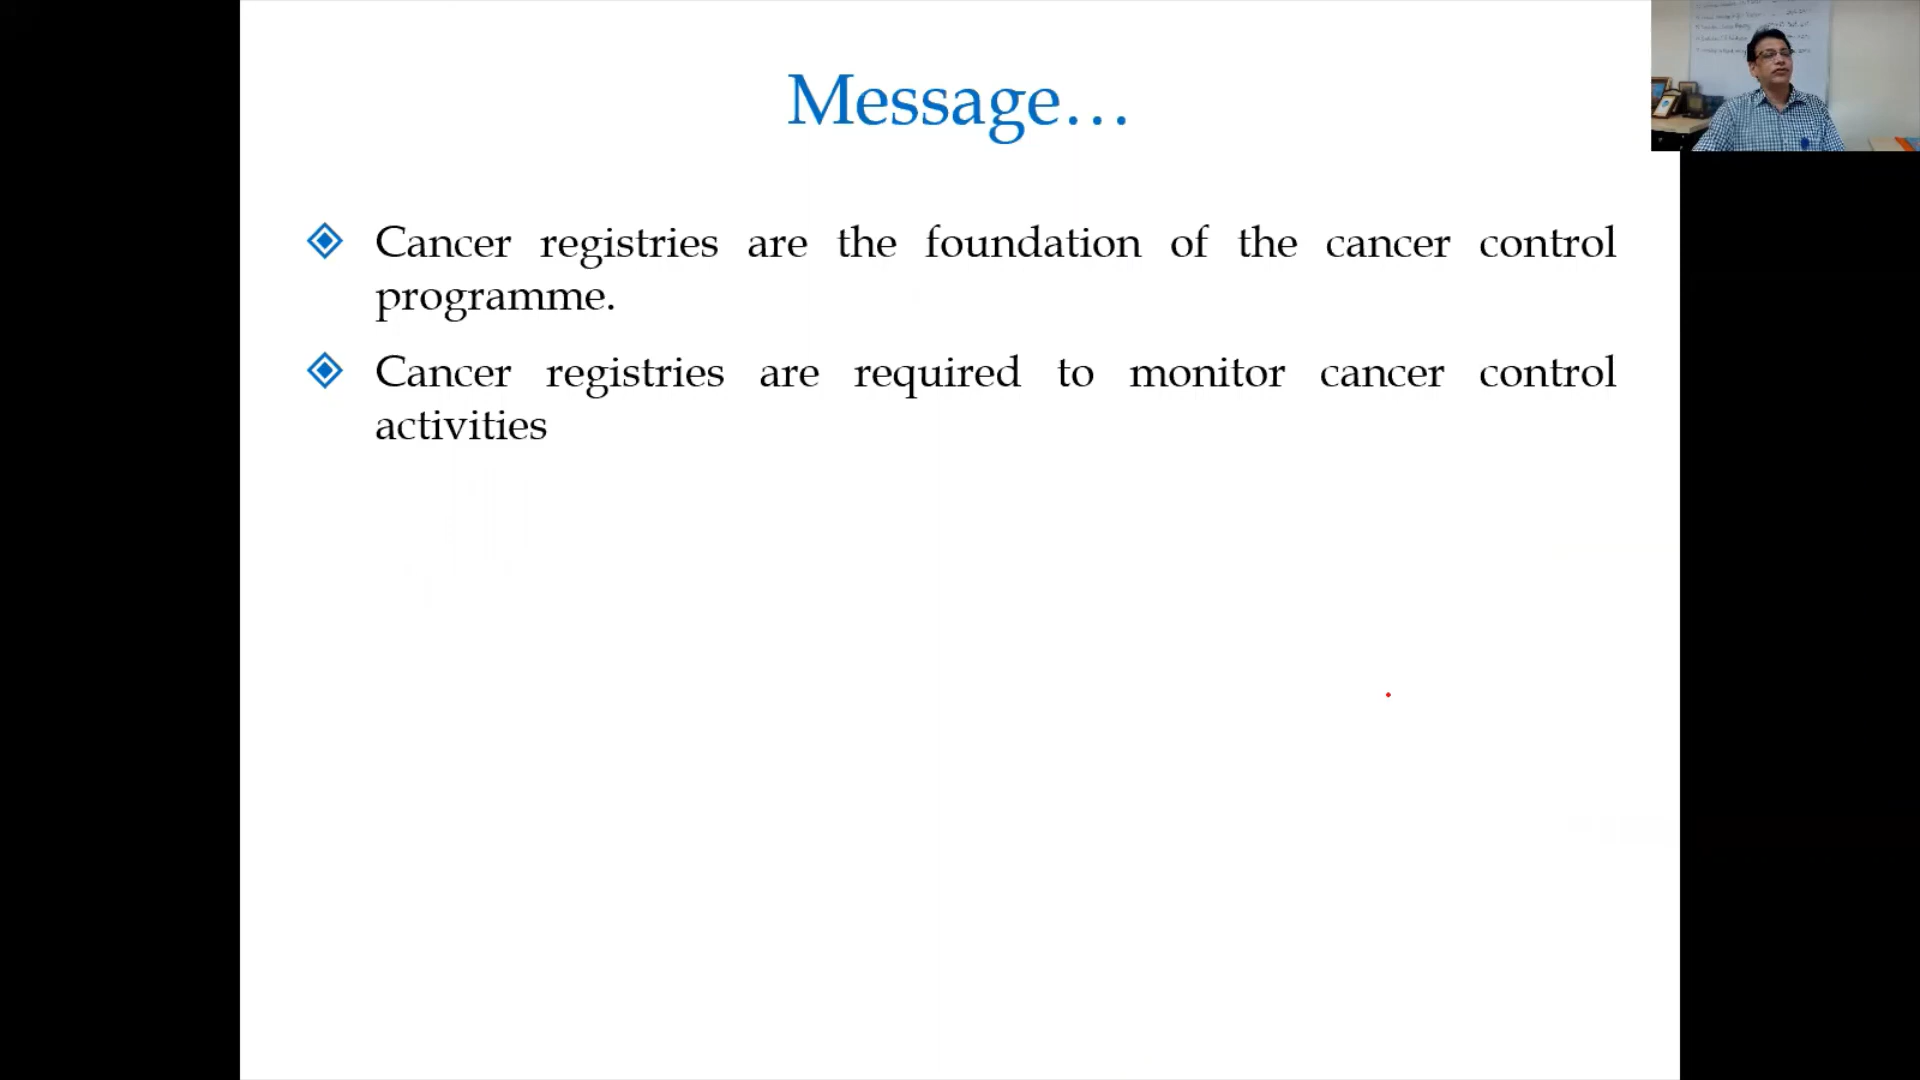 Message…
Cancer registries are the foundation of the cancer control
programme.
Cancer registries are required to monitor cancer control
activities